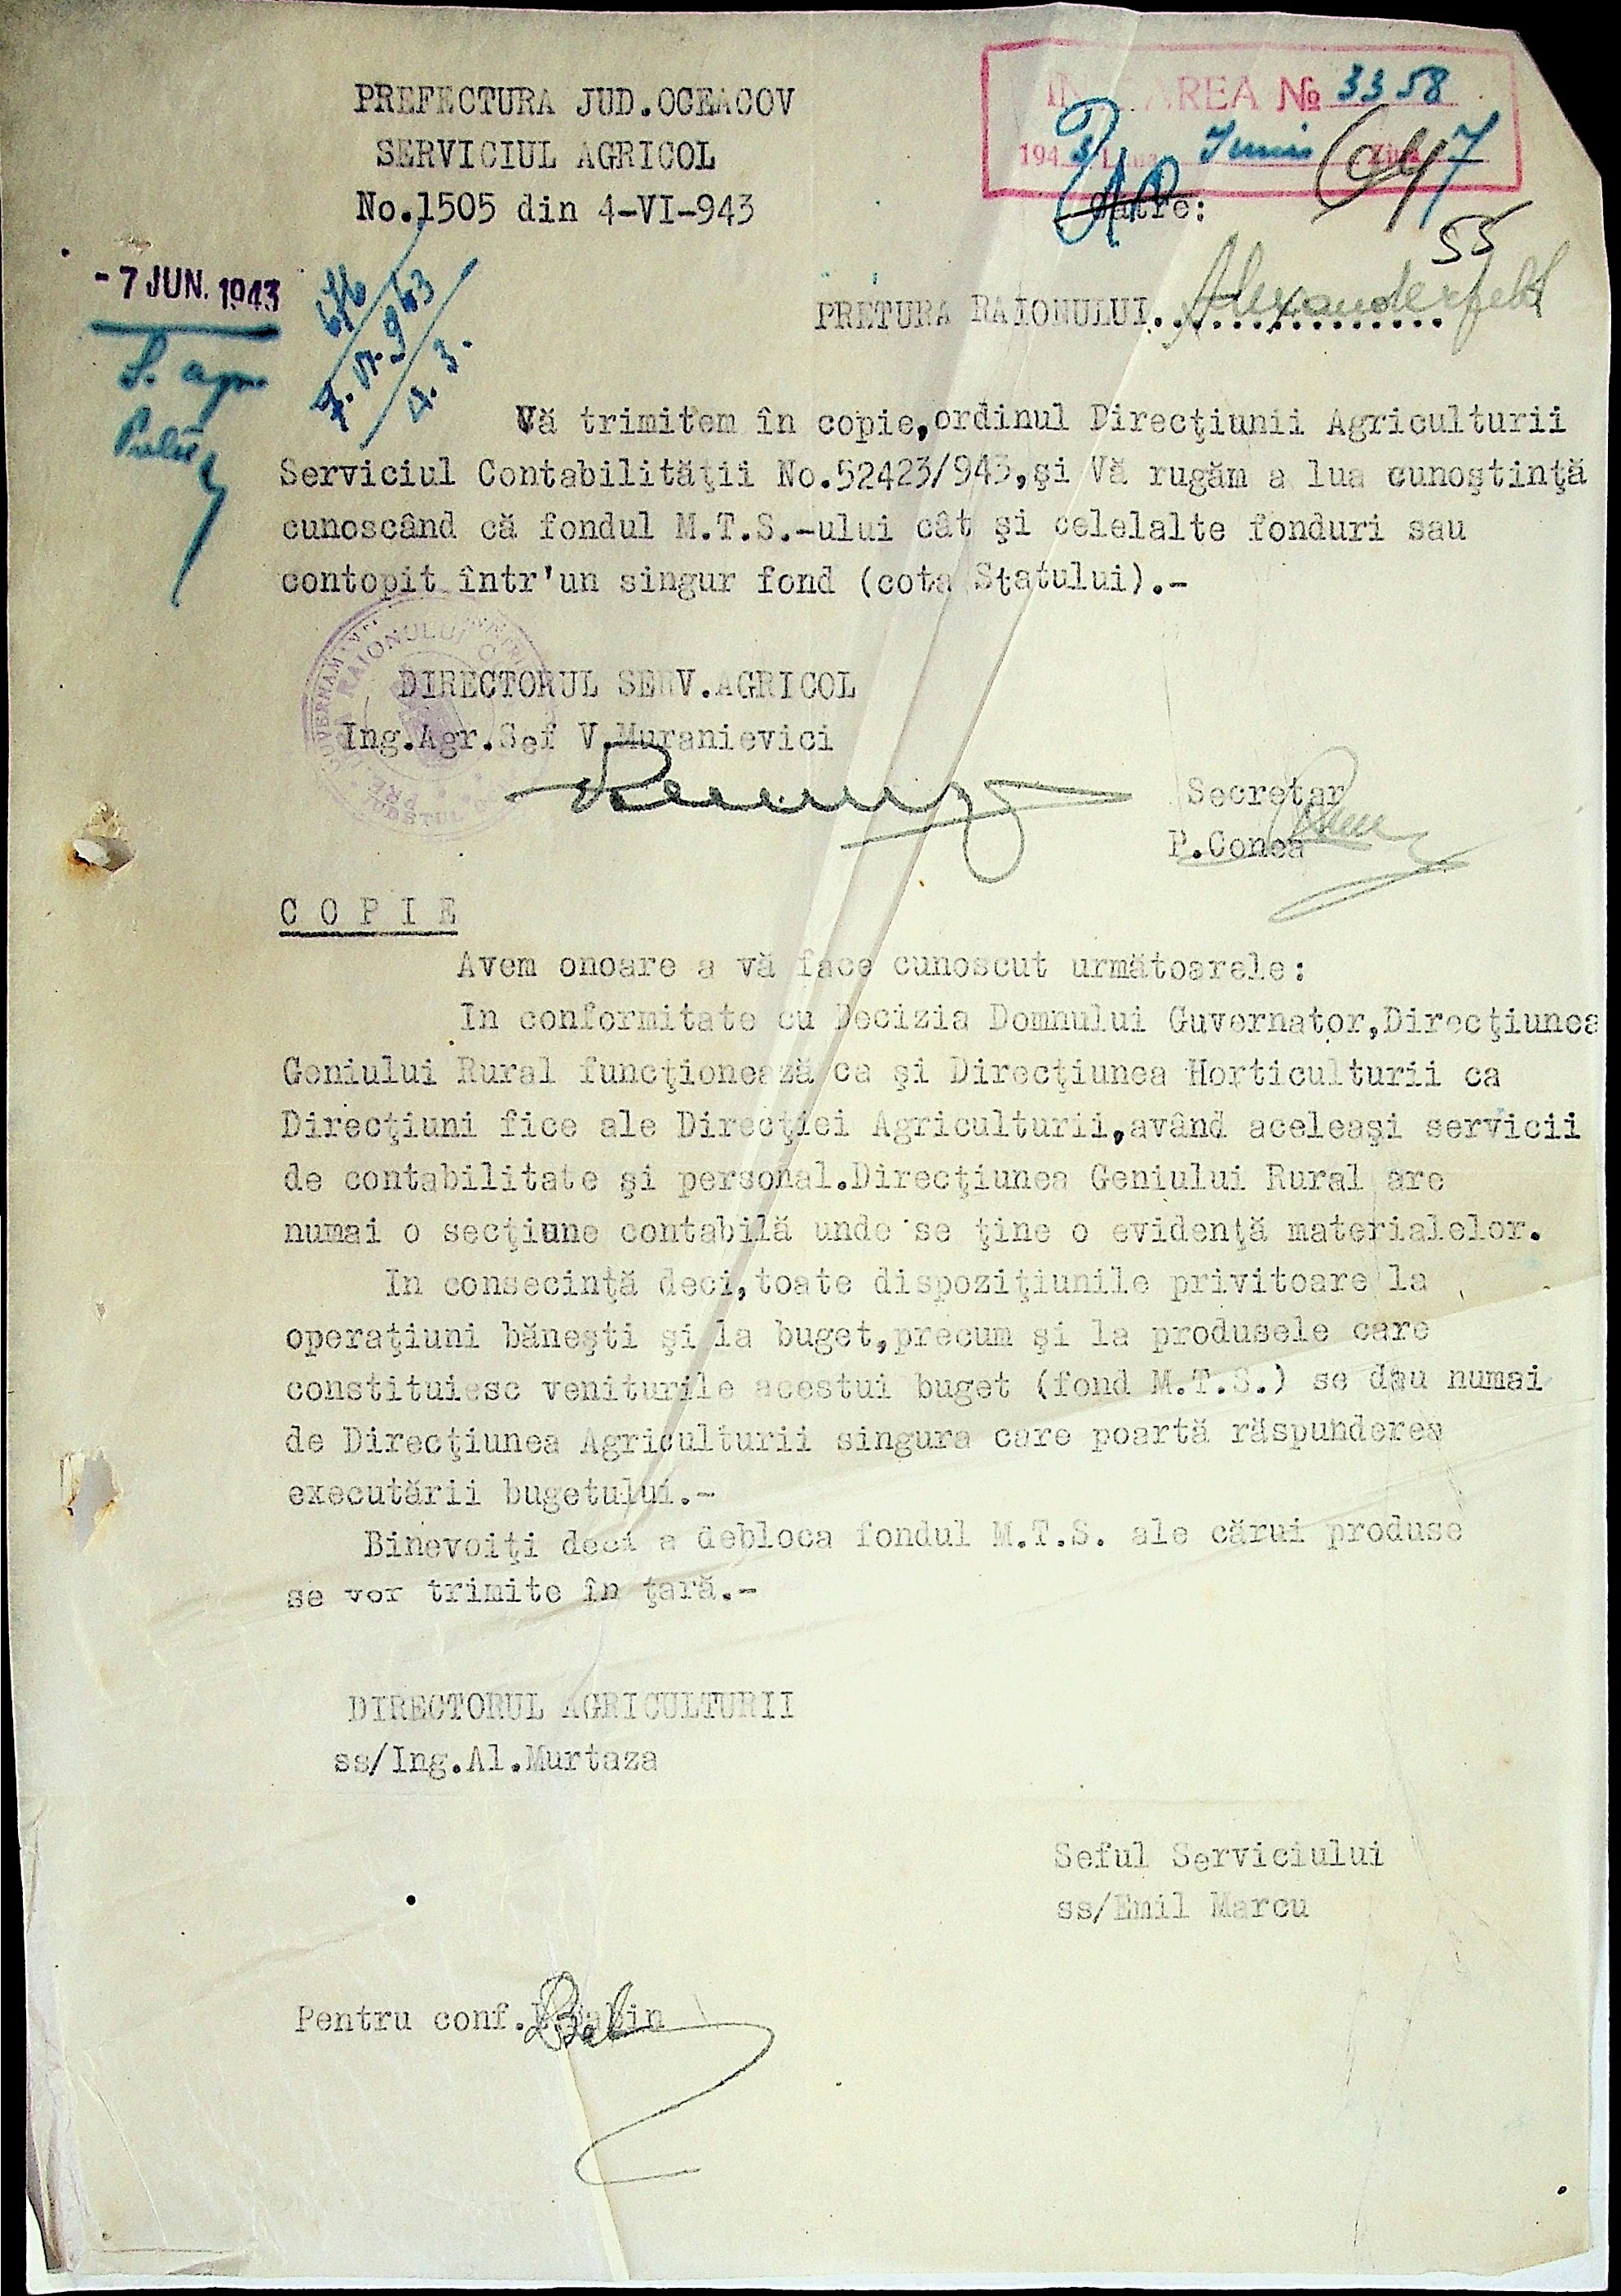 PREFECTURA JUD.OCEACOV
SERVICIUL AGRICOL
No.1505 din 4-VI-943
INTRAREA № 3358
1943 Luna Iunie Ziua 7
Către:
55
- 7 JUN. 1943
PRETURA RAIONULUI................ Alexanderfeld
S. agr.
Vă trimitem în copie,ordinul Direcţiunii Agriculturii
Serviciul Contabilităţii No.52423/943,şi Vă rugăm a lua cunoştinţă
cunoscând că fondul M.T.S.-ului cât şi celelalte fonduri sau
contopit într'un singur fond (cota Statului).-
DIRECTORUL SERV.AGRICOL
Ing.Agr.Sef V.Muranievici
Secretar
P.Conea
C O P I E
Avem onoare a vă face cunoscut următoarele:
In conformitate cu Decizia Domnului Guvernator,Direcţiunea
Geniului Rural funcţionează ca şi Direcţiunea Horticulturii ca
Direcţiuni fice ale Direcţiei Agriculturii,având aceleaşi servicii
de contabilitate şi personal.Direcţiunea Geniului Rural are
numai o secţiune contabilă unde se ţine o evidenţă materialelor.
In consecinţă deci,toate dispoziţiunile privitoare la
operaţiuni băneşti şi la buget,precum şi la produsele care
constituiesc veniturile acestui buget (fond M.T.S.) se dau numai
de Direcţiunea Agriculturii singura care poartă răspunderea
executării bugetului.-
Binevoiţi deci a debloca fondul M.T.S. ale cărui produse
se vor trimite în ţară.-
DIRECTORUL AGRICULTURII
ss/Ing.Al.Murtaza
Seful Serviciului
ss/Emil Marcu
Pentru conf.